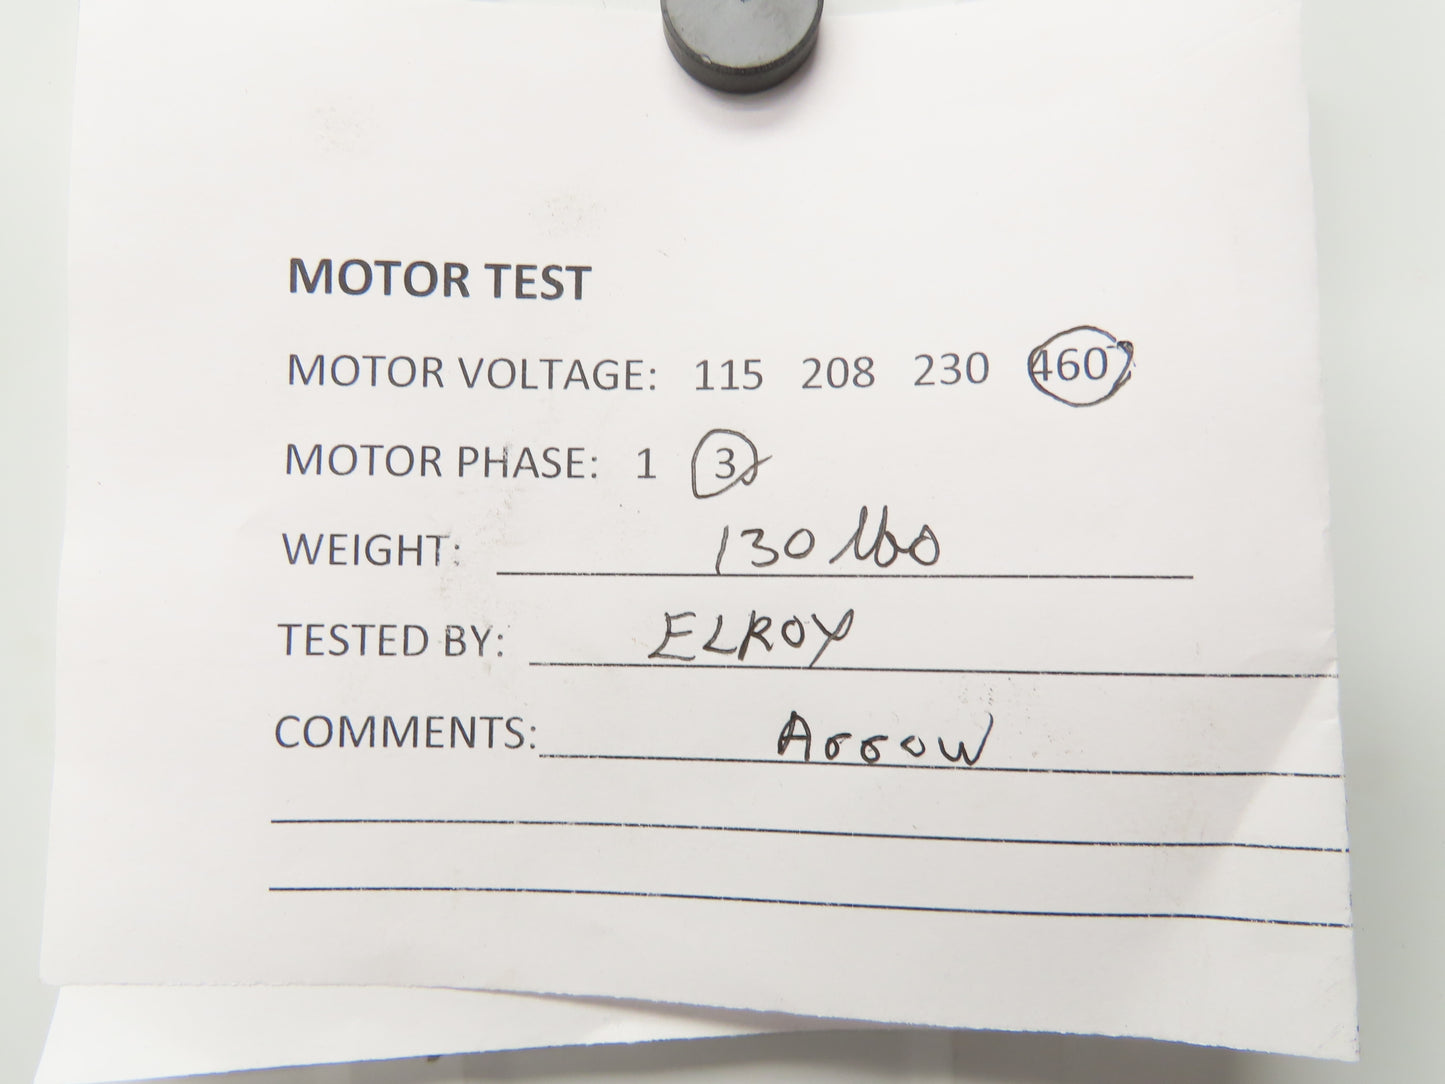 MOTOR TEST
MOTOR VOLTAGE: 115 208 230 460
MOTOR PHASE: 1 3
WEIGHT: 130 lbs
TESTED BY: ELROY
COMMENTS: Arrow